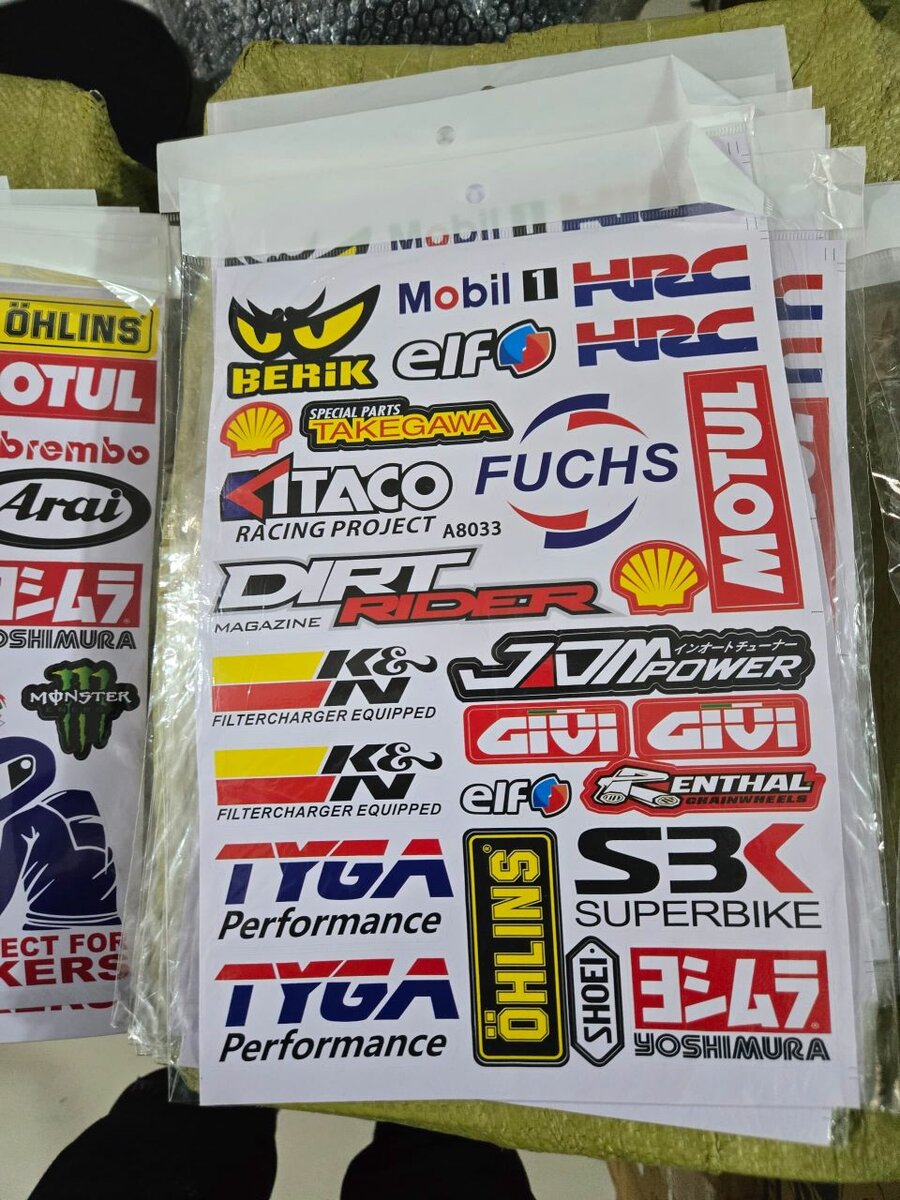 ÖHLINS
OTUL
brembo
Arai
ヨシムラ
OSHIMURA
MONSTER
ECT FOR
KERS
Mobil 1
HRC
BERiK
elf
HRC
SPECIAL PARTS
TAKEGAWA
KITACO
RACING PROJECT A8033
FUCHS
MOTUL
DIRT
MAGAZINE RIDER
K&N
FILTERCHARGER EQUIPPED
インオートチューナー
JDM POWER
GIVI GIVI
K&N
FILTERCHARGER EQUIPPED
elf
RENTHAL
CHAINWHEELS
TYGA
Performance
ÖHLINS
SBK
SUPERBIKE
TYGA
Performance
SHOEI
ヨシムラ
YOSHIMURA